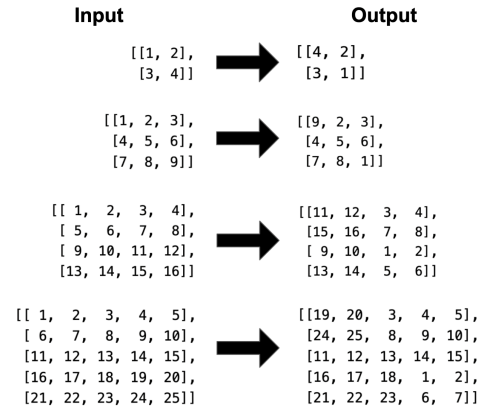 Input Output
[[1, 2], [[4, 2],
[3, 4]] [3, 1]]
[[1, 2, 3], [[9, 2, 3],
[4, 5, 6], [4, 5, 6],
[7, 8, 9]] [7, 8, 1]]
[[ 1, 2, 3, 4], [[11, 12, 3, 4],
[ 5, 6, 7, 8], [15, 16, 7, 8],
[ 9, 10, 11, 12], [ 9, 10, 1, 2],
[13, 14, 15, 16]] [13, 14, 5, 6]]
[[ 1, 2, 3, 4, 5], [[19, 20, 3, 4, 5],
[ 6, 7, 8, 9, 10], [24, 25, 8, 9, 10],
[11, 12, 13, 14, 15], [11, 12, 13, 14, 15],
[16, 17, 18, 19, 20], [16, 17, 18, 1, 2],
[21, 22, 23, 24, 25]] [21, 22, 23, 6, 7]]